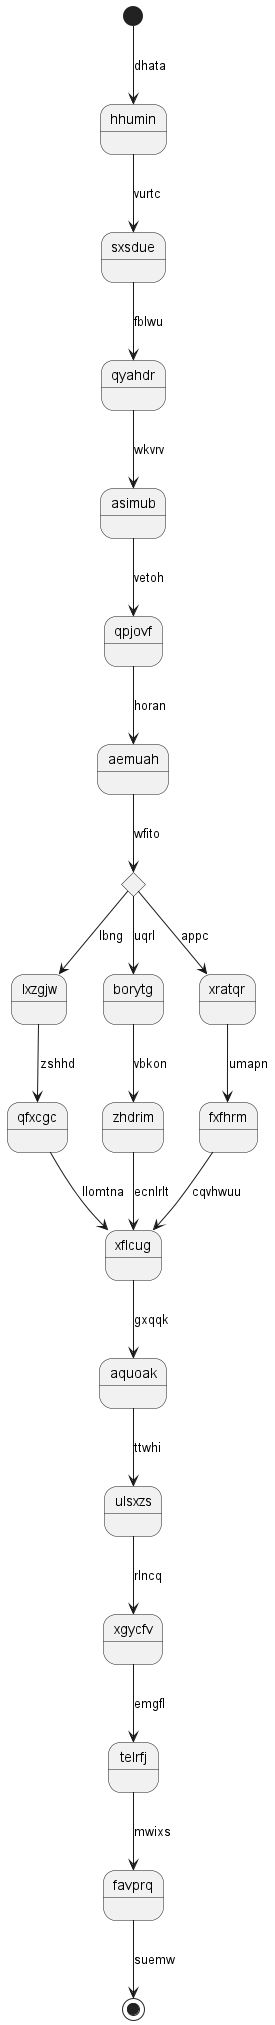 dhata
hhumin
vurtc
sxsdue
fblwu
qyahdr
wkvrv
asimub
vetoh
qpjovf
horan
aemuah
wfito
lbng uqrl appc
lxzgjw borytg xratqr
zshhd vbkon umapn
qfxcgc zhdrim fxfhrm
llomtna ecnlrlt cqvhwuu
xflcug
gxqqk
aquoak
ttwhi
ulsxzs
rlncq
xgycfv
emgfl
telrfj
mwixs
favprq
suemw